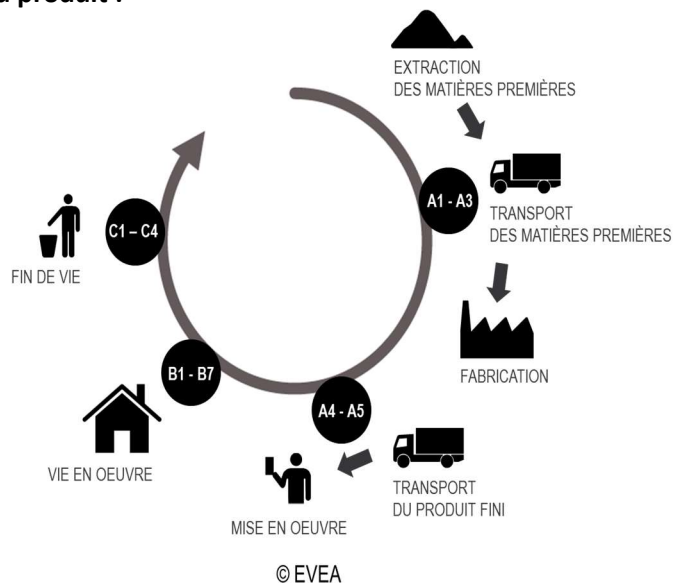 EXTRACTION
DES MATIÈRES PREMIÈRES
A1 - A3
TRANSPORT
DES MATIÈRES PREMIÈRES
C1 – C4
FIN DE VIE
FABRICATION
B1 - B7
A4 - A5
VIE EN OEUVRE
TRANSPORT
DU PRODUIT FINI
MISE EN OEUVRE
© EVEA